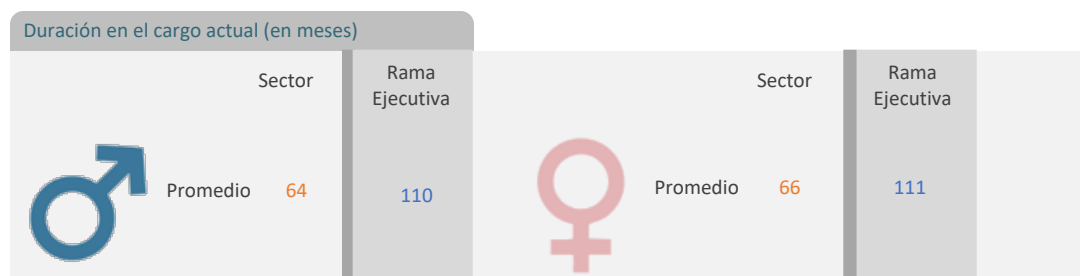 Duración en el cargo actual (en meses)
Sector
Rama
Ejecutiva
Promedio 64
110
Sector
Rama
Ejecutiva
Promedio 66
111